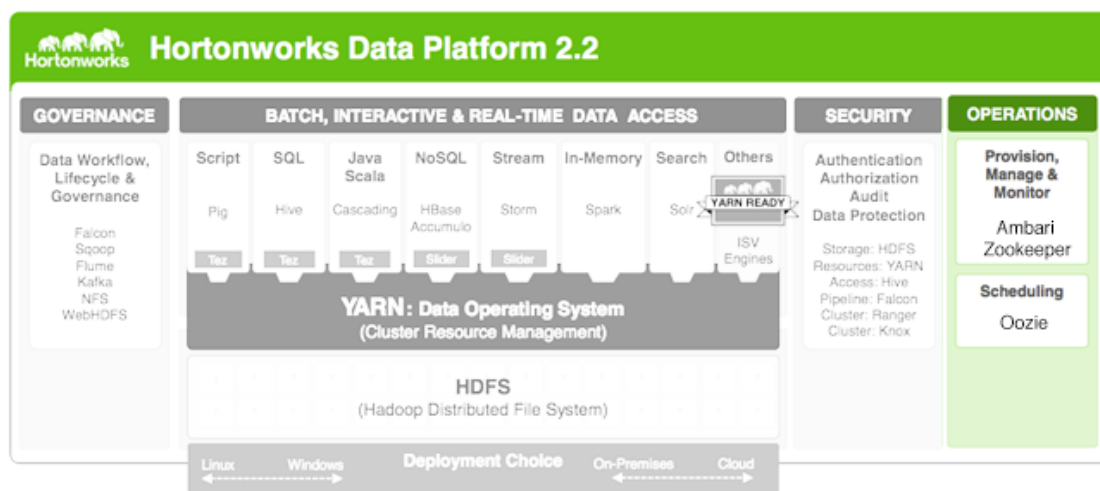 Hortonworks
Hortonworks Data Platform 2.2
GOVERNANCE
Data Workflow,
Lifecycle &
Governance
Falcon
Sqoop
Flume
Kafka
NFS
WebHDFS
BATCH, INTERACTIVE & REAL-TIME DATA ACCESS
Script
Pig
Tez
SQL
Hive
Tez
Java
Scala
Cascading
Tez
NoSQL
HBase
Accumulo
Slider
Stream
Storm
Slider
In-Memory
Spark
Search
Solr
Others
YARN READY
ISV
Engines
YARN: Data Operating System
(Cluster Resource Management)
HDFS
(Hadoop Distributed File System)
Deployment Choice
Linux Windows On-Premises Cloud
SECURITY
Authentication
Authorization
Audit
Data Protection
Storage: HDFS
Resources: YARN
Access: Hive
Pipeline: Falcon
Cluster: Ranger
Cluster: Knox
OPERATIONS
Provision,
Manage &
Monitor
Ambari
Zookeeper
Scheduling
Oozie